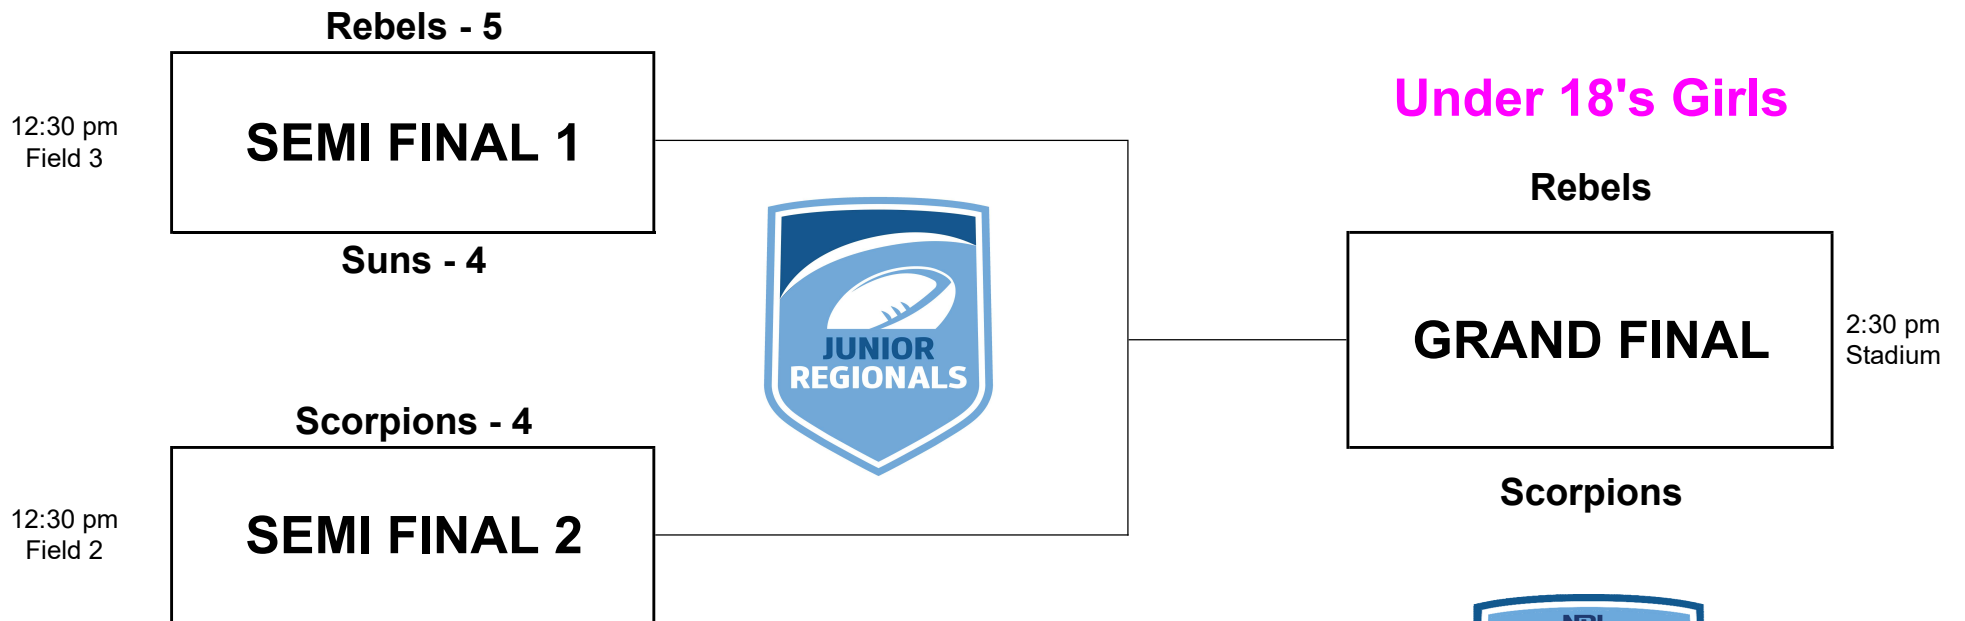 Rebels - 5
12:30 pm
Field 3
SEMI FINAL 1
Suns - 4
Under 18's Girls
Rebels
GRAND FINAL
2:30 pm
Stadium
Scorpions
JUNIOR
REGIONALS
Scorpions - 4
12:30 pm
Field 2
SEMI FINAL 2